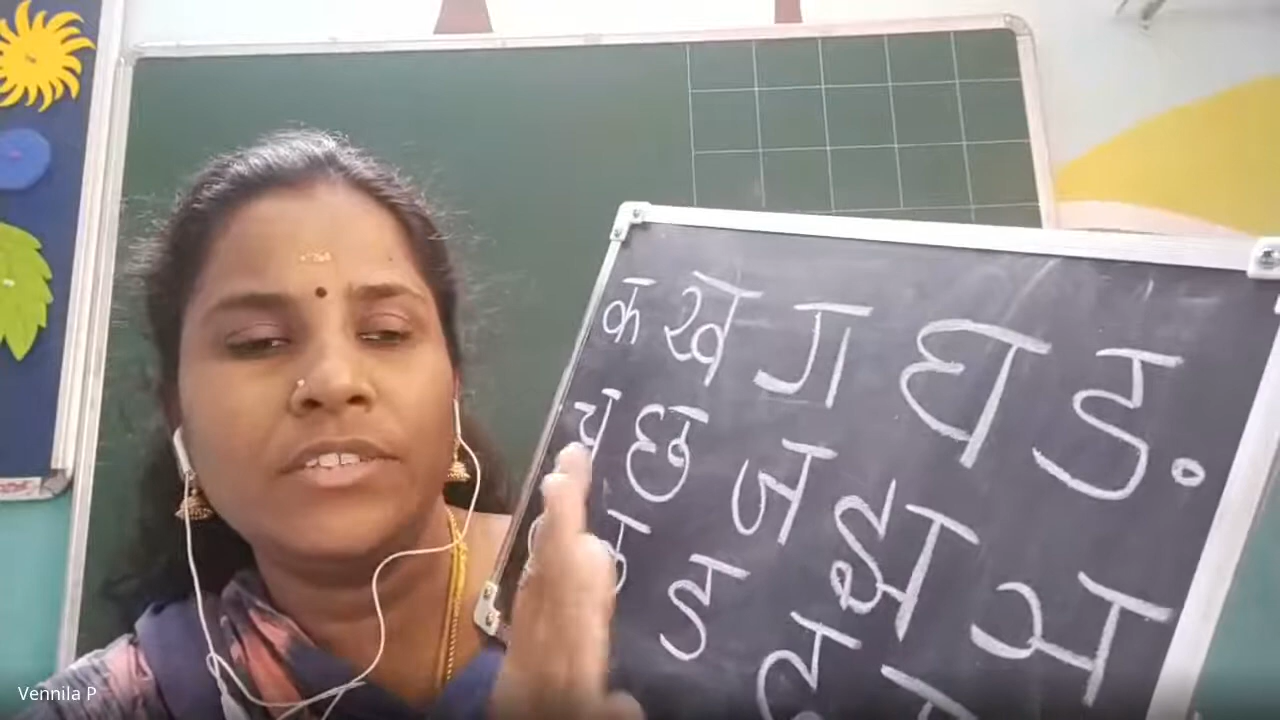 क ख ग घ ङ
च छ ज झ ञ
ड
Vennila P